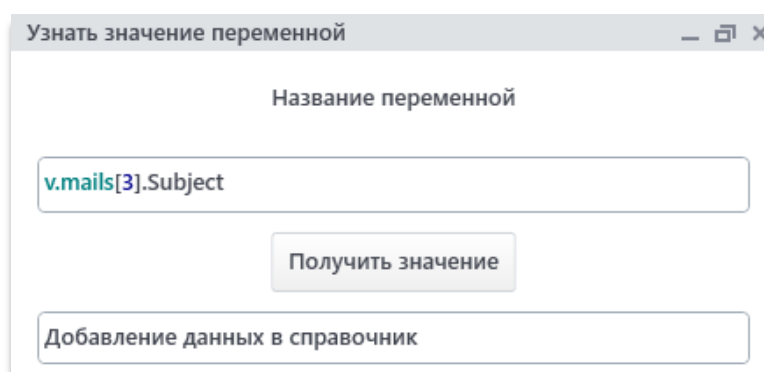 Узнать значение переменной
Название переменной
v.mails[3].Subject
Получить значение
Добавление данных в справочник